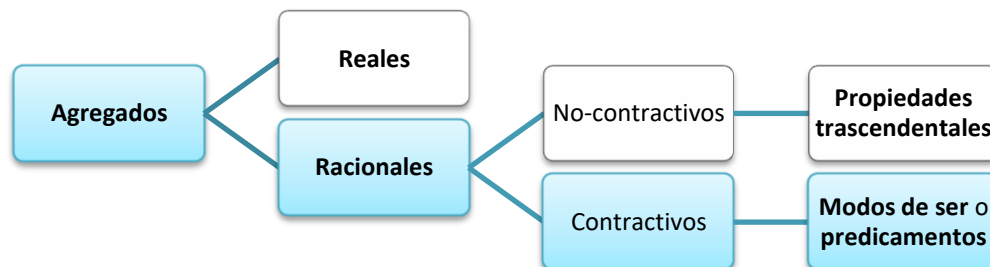 Agregados
Reales
Racionales
No-contractivos
Contractivos
Propiedades
trascendentales
Modos de ser o
predicamentos